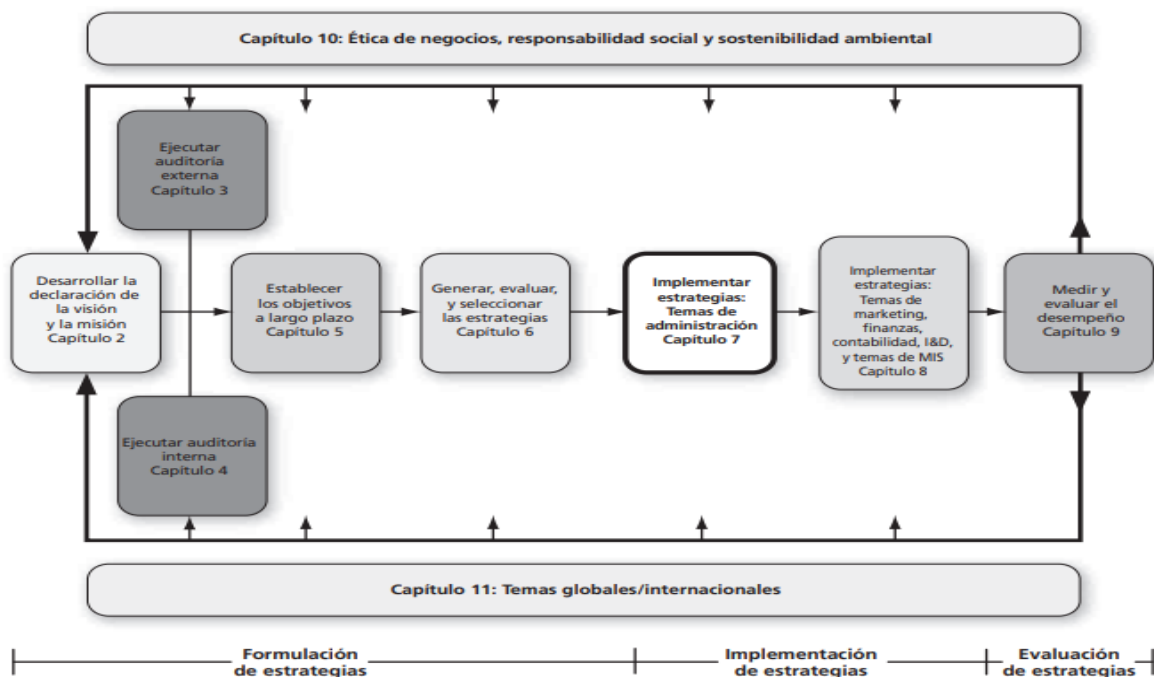 Capítulo 10: Ética de negocios, responsabilidad social y sostenibilidad ambiental
Ejecutar
auditoría
externa
Capítulo 3
Desarrollar la
declaración de
la visión
y la misión
Capítulo 2
Establecer
los objetivos
a largo plazo
Capítulo 5
Generar, evaluar,
y seleccionar
las estrategias
Capítulo 6
Implementar
estrategias:
Temas de
administración
Capítulo 7
Implementar
estrategias:
Temas de
marketing,
finanzas,
contabilidad, I&D,
y temas de MIS
Capítulo 8
Medir y
evaluar el
desempeño
Capítulo 9
Ejecutar auditoría
interna
Capítulo 4
Capítulo 11: Temas globales/internacionales
Formulación
de estrategias
Implementación
de estrategias
Evaluación
de estrategias